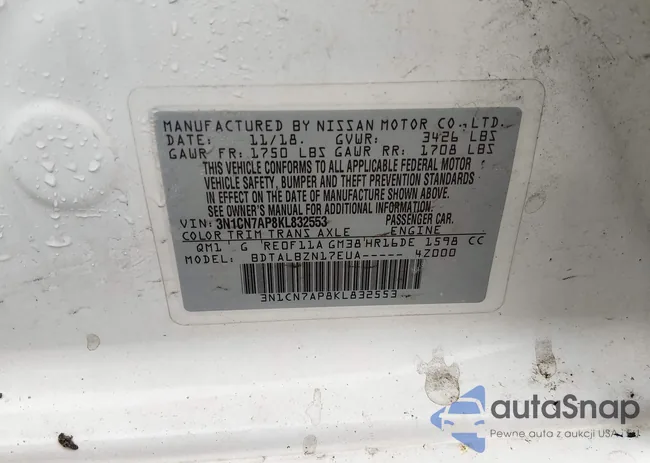 MANUFACTURED BY NISSAN MOTOR CO.,LTD.
DATE: 11/18. GVWR: 3426 LBS
GAWR FR: 1750 LBS GAWR RR: 1708 LBS
THIS VEHICLE CONFORMS TO ALL APPLICABLE FEDERAL MOTOR
VEHICLE SAFETY, BUMPER AND THEFT PREVENTION STANDARDS
IN EFFECT ON THE DATE OF MANUFACTURE SHOWN ABOVE.
SEE OWNER'S MANUAL FOR ADDITIONAL INFORMATION.
VIN: 3N1CN7AP8KL832553 PASSENGER CAR.
COLOR TRIM TRANS AXLE ENGINE
QM1 G RE0F11A GM38 HR16DE 1598 CC
MODEL: BDTALBZN17EUA----- 4Z000
3N1CN7AP8KL832553
autaSnap
Pewne auta z aukcji USA